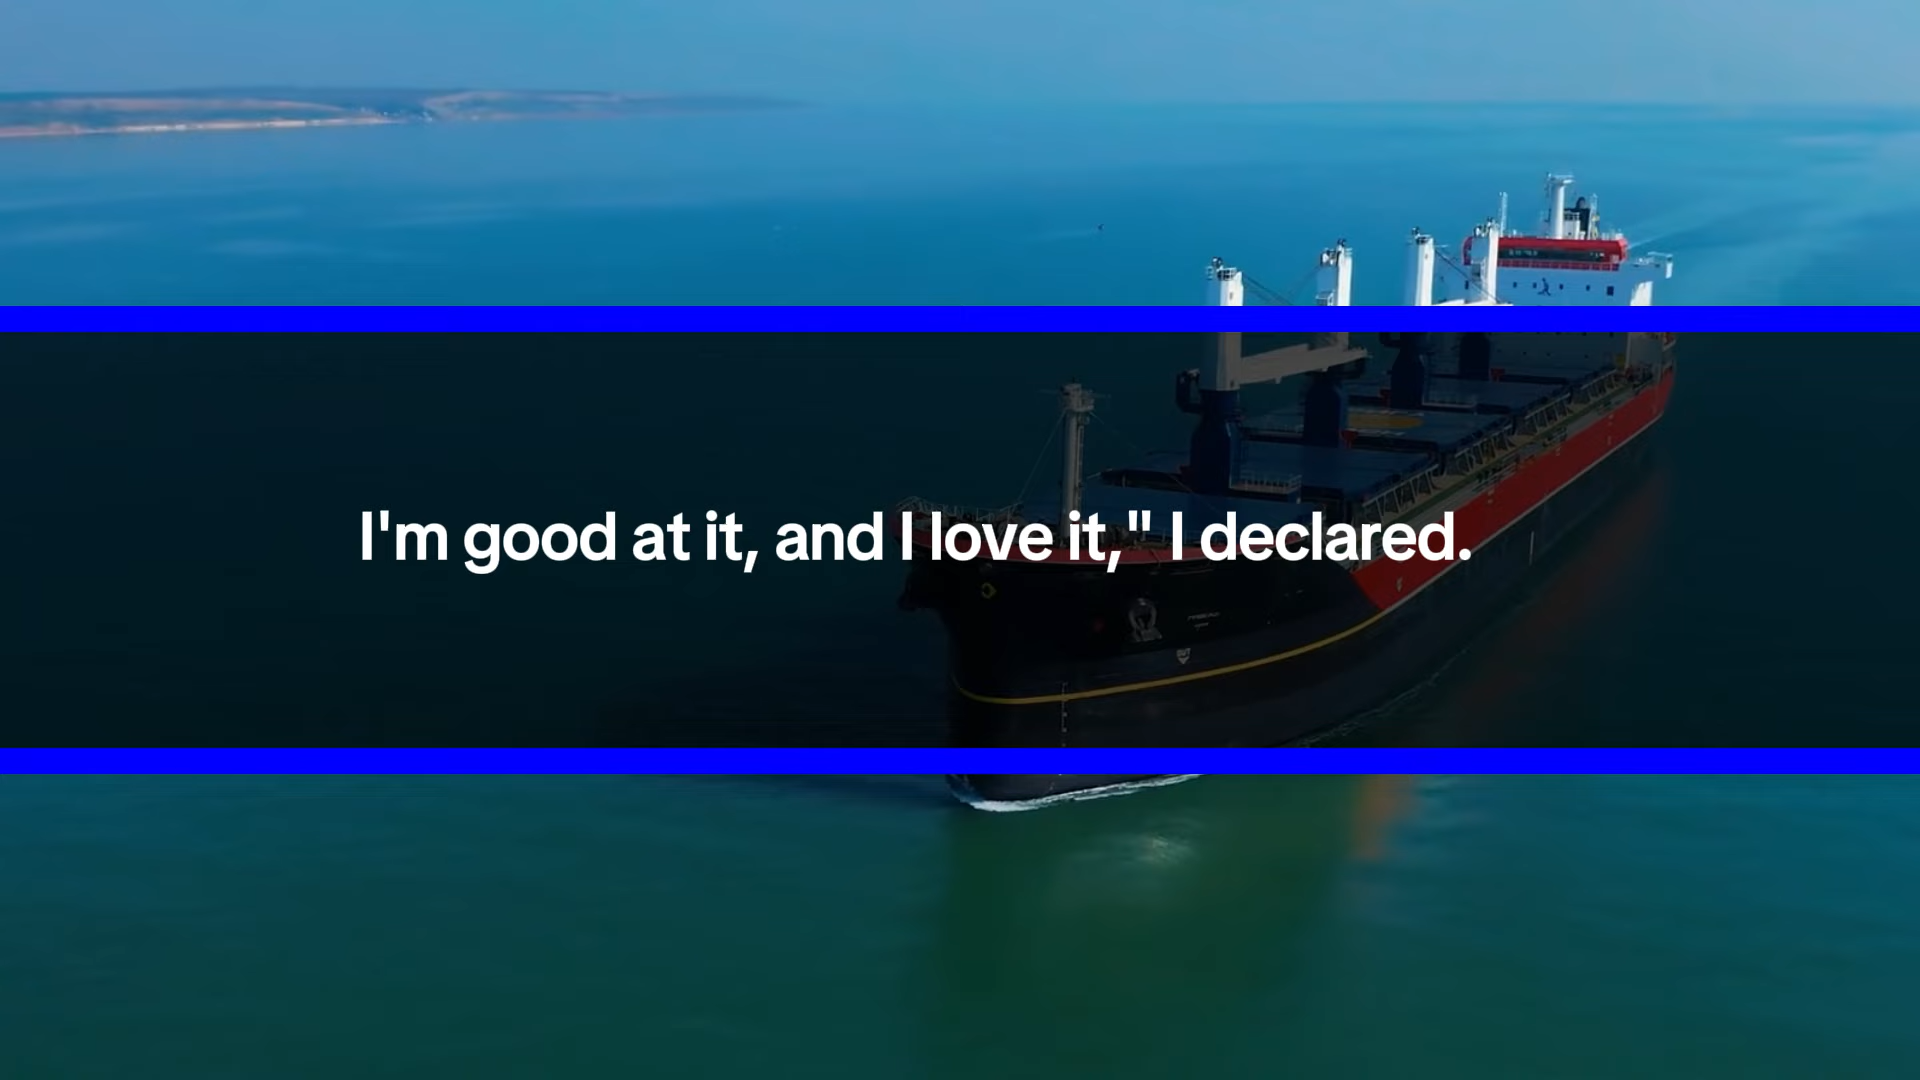 I'm good at it, and I love it," I declared.